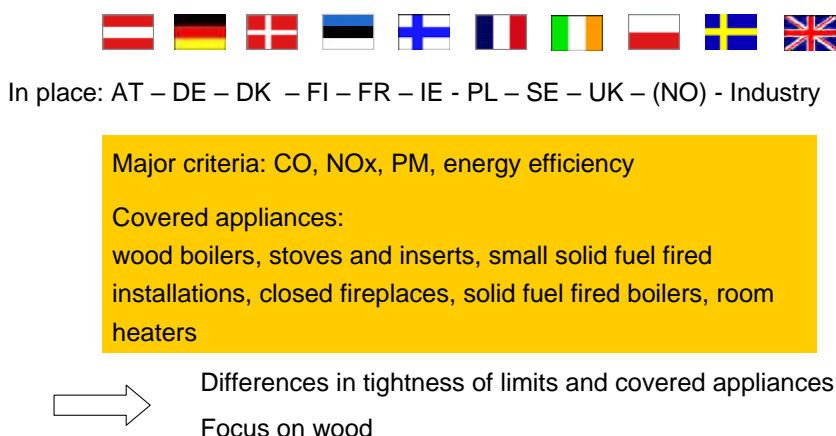 In place: AT – DE – DK – FI – FR – IE - PL – SE – UK – (NO) - Industry
Major criteria: CO, NOx, PM, energy efficiency
Covered appliances:
wood boilers, stoves and inserts, small solid fuel fired
installations, closed fireplaces, solid fuel fired boilers, room
heaters
Differences in tightness of limits and covered appliances
Focus on wood